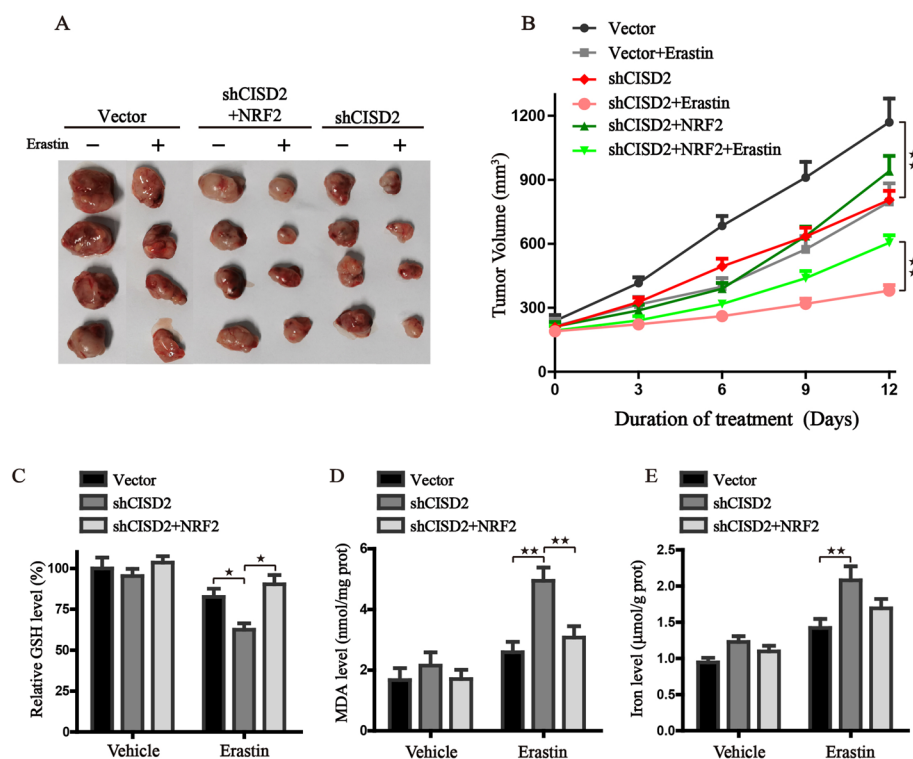 A
Vector
shCISD2
+NRF2
shCISD2
Erastin
− + − + − +
B
Vector
Vector+Erastin
shCISD2
shCISD2+Erastin
shCISD2+NRF2
shCISD2+NRF2+Erastin
Tumor Volume (mm³)
1200
900
600
300
0
0 3 6 9 12
Duration of treatment (Days)
★★
★★
C
Vector
shCISD2
shCISD2+NRF2
Relative GSH level (%)
100
75
50
25
0
★ ★
Vehicle Erastin
D
Vector
shCISD2
shCISD2+NRF2
MDA level (nmol/mg prot)
6
4
2
0
★★ ★★
Vehicle Erastin
E
Vector
shCISD2
shCISD2+NRF2
Iron level (μmol/g prot)
2.5
2.0
1.5
1.0
0.5
0.0
★★
Vehicle Erastin